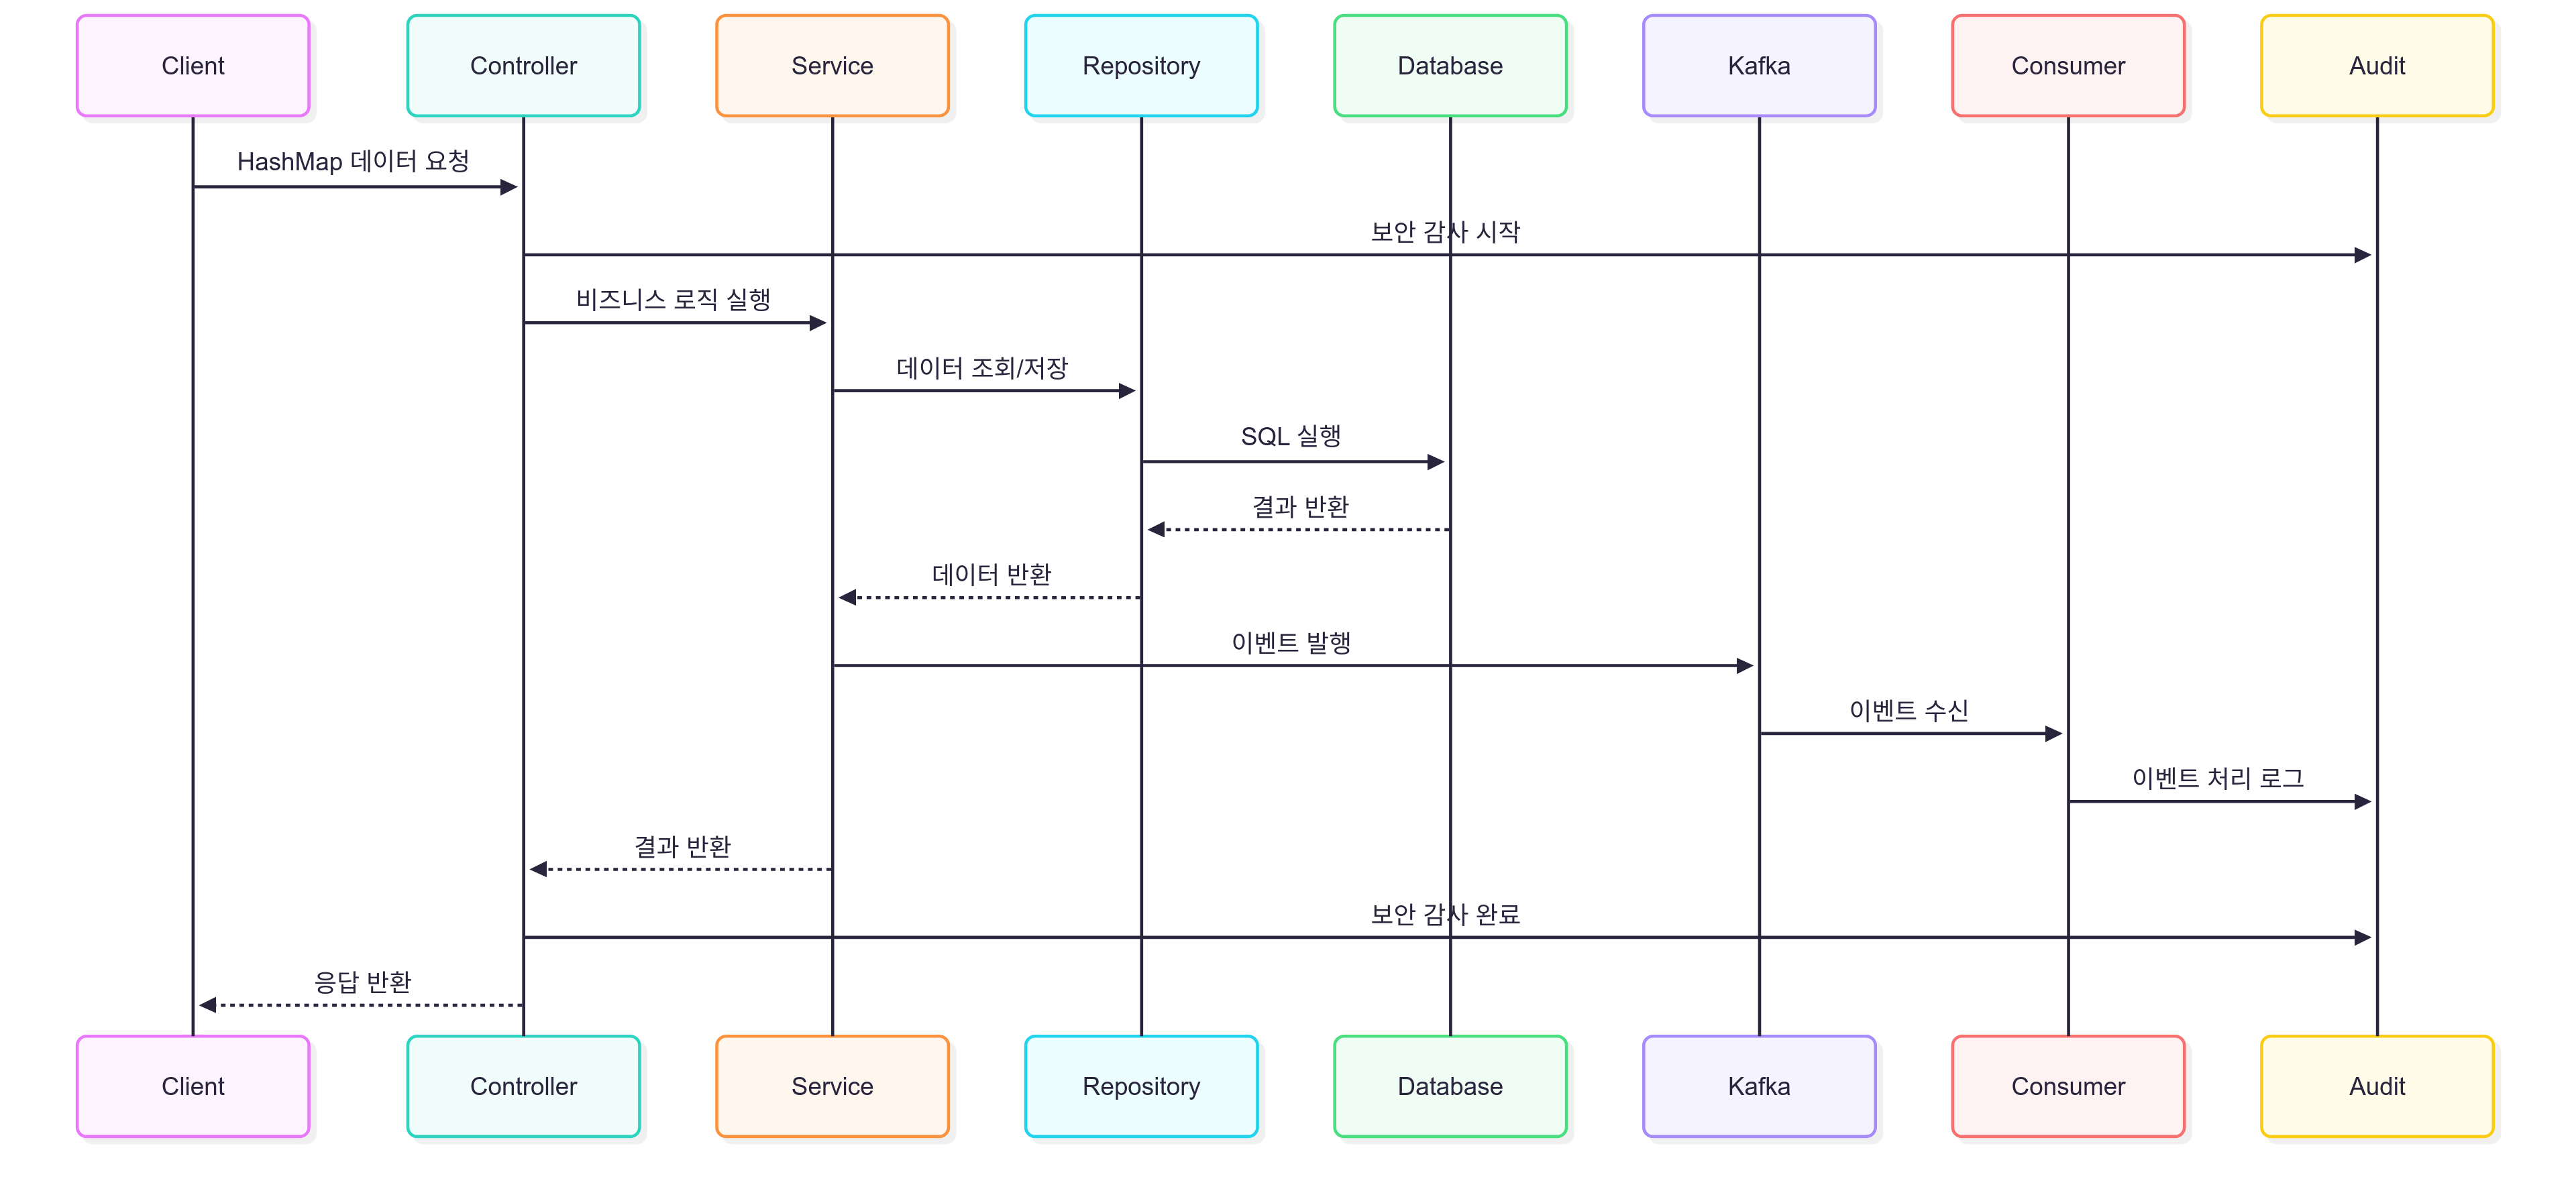 Client
Controller
Service
Repository
Database
Kafka
Consumer
Audit
HashMap 데이터 요청
보안 감사 시작
비즈니스 로직 실행
데이터 조회/저장
SQL 실행
결과 반환
데이터 반환
이벤트 발행
이벤트 수신
이벤트 처리 로그
결과 반환
보안 감사 완료
응답 반환
Client
Controller
Service
Repository
Database
Kafka
Consumer
Audit